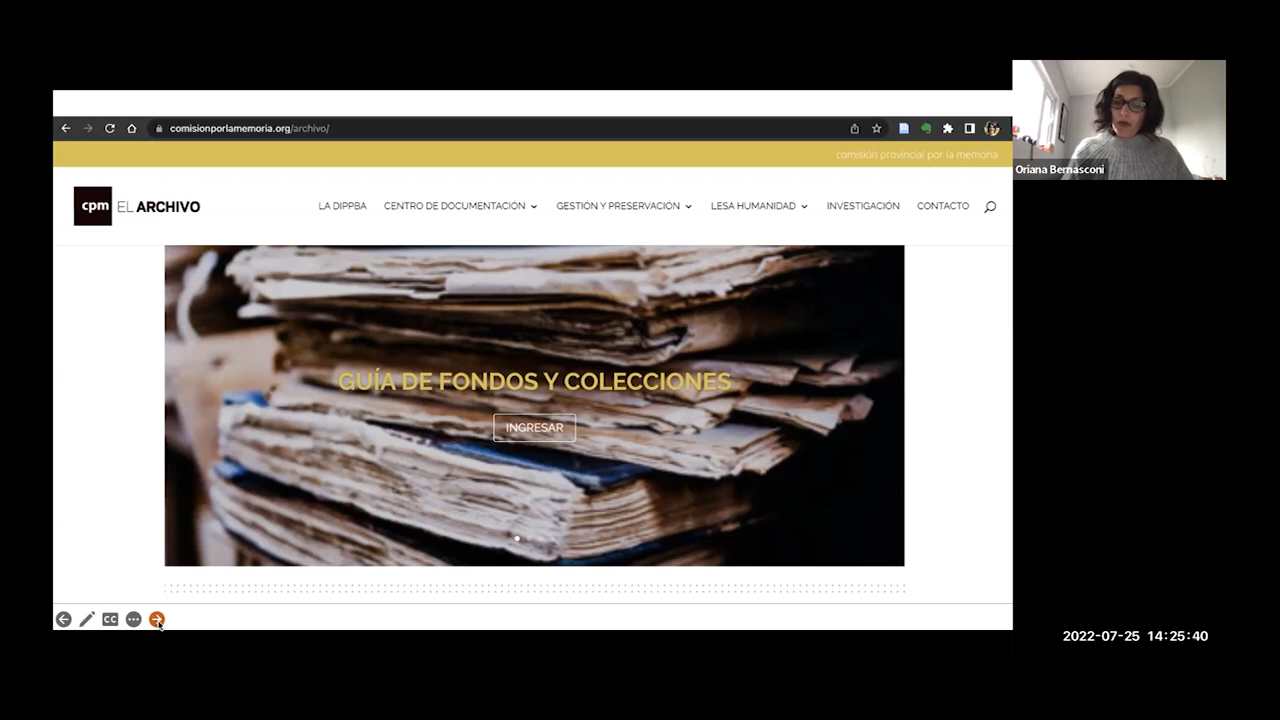 comisionporlamemoria.org/archivo/
comisión provincial por la memoria
cpm EL ARCHIVO
LA DIPPBA CENTRO DE DOCUMENTACIÓN GESTIÓN Y PRESERVACIÓN LESA HUMANIDAD INVESTIGACIÓN CONTACTO
GUÍA DE FONDOS Y COLECCIONES
INGRESAR
CC
Oriana Bernasconi
2022-07-25 14:25:40